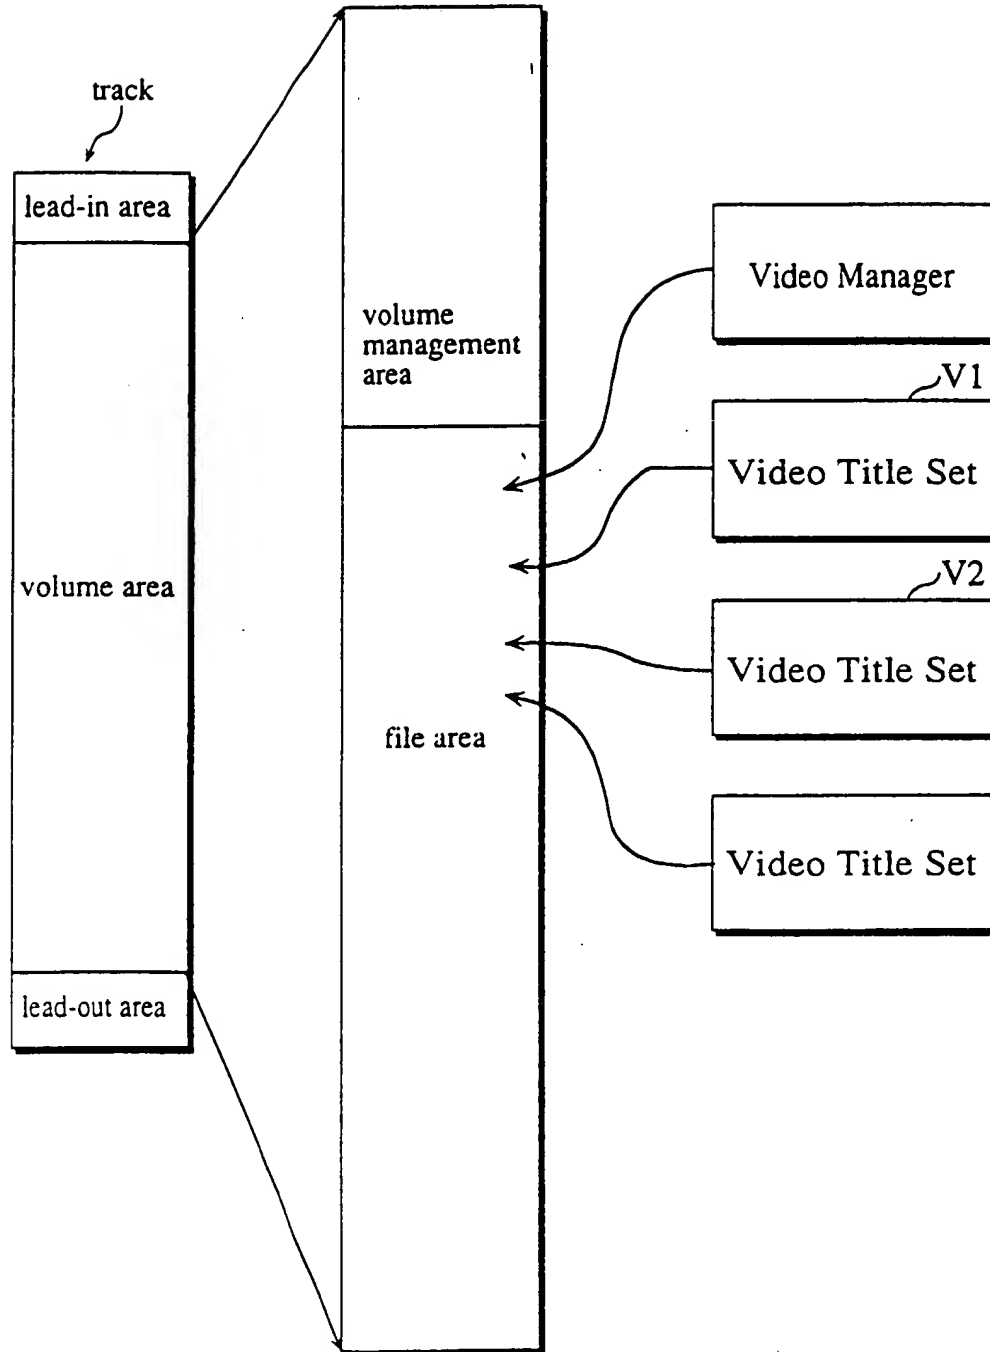 track
lead-in area
volume area
lead-out area
volume
management
area
file area
Video Manager
V1
Video Title Set
V2
Video Title Set
Video Title Set